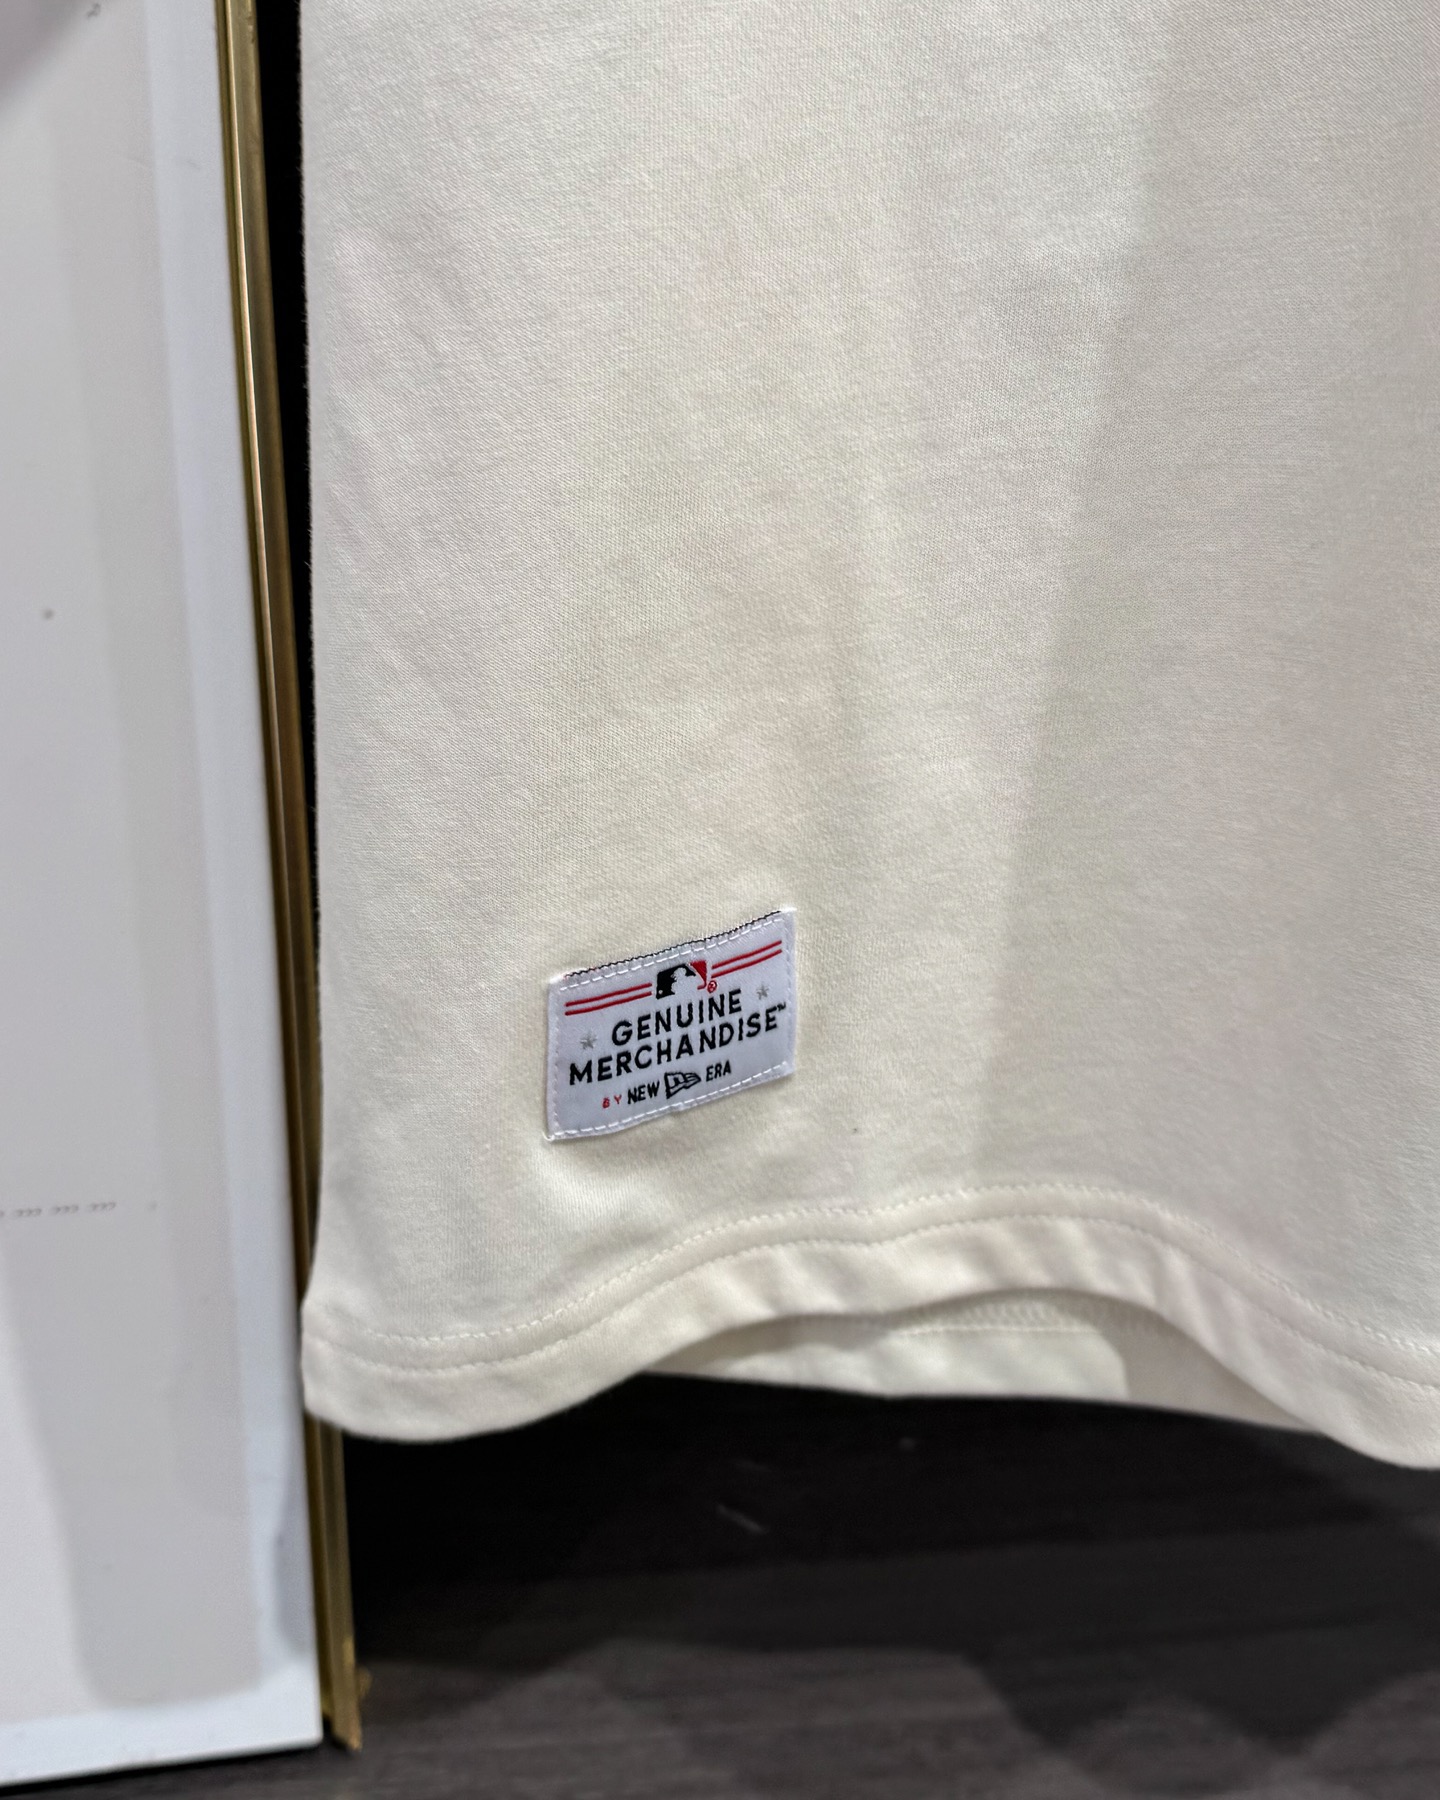 GENUINE
MERCHANDISE™
BY NEW ERA